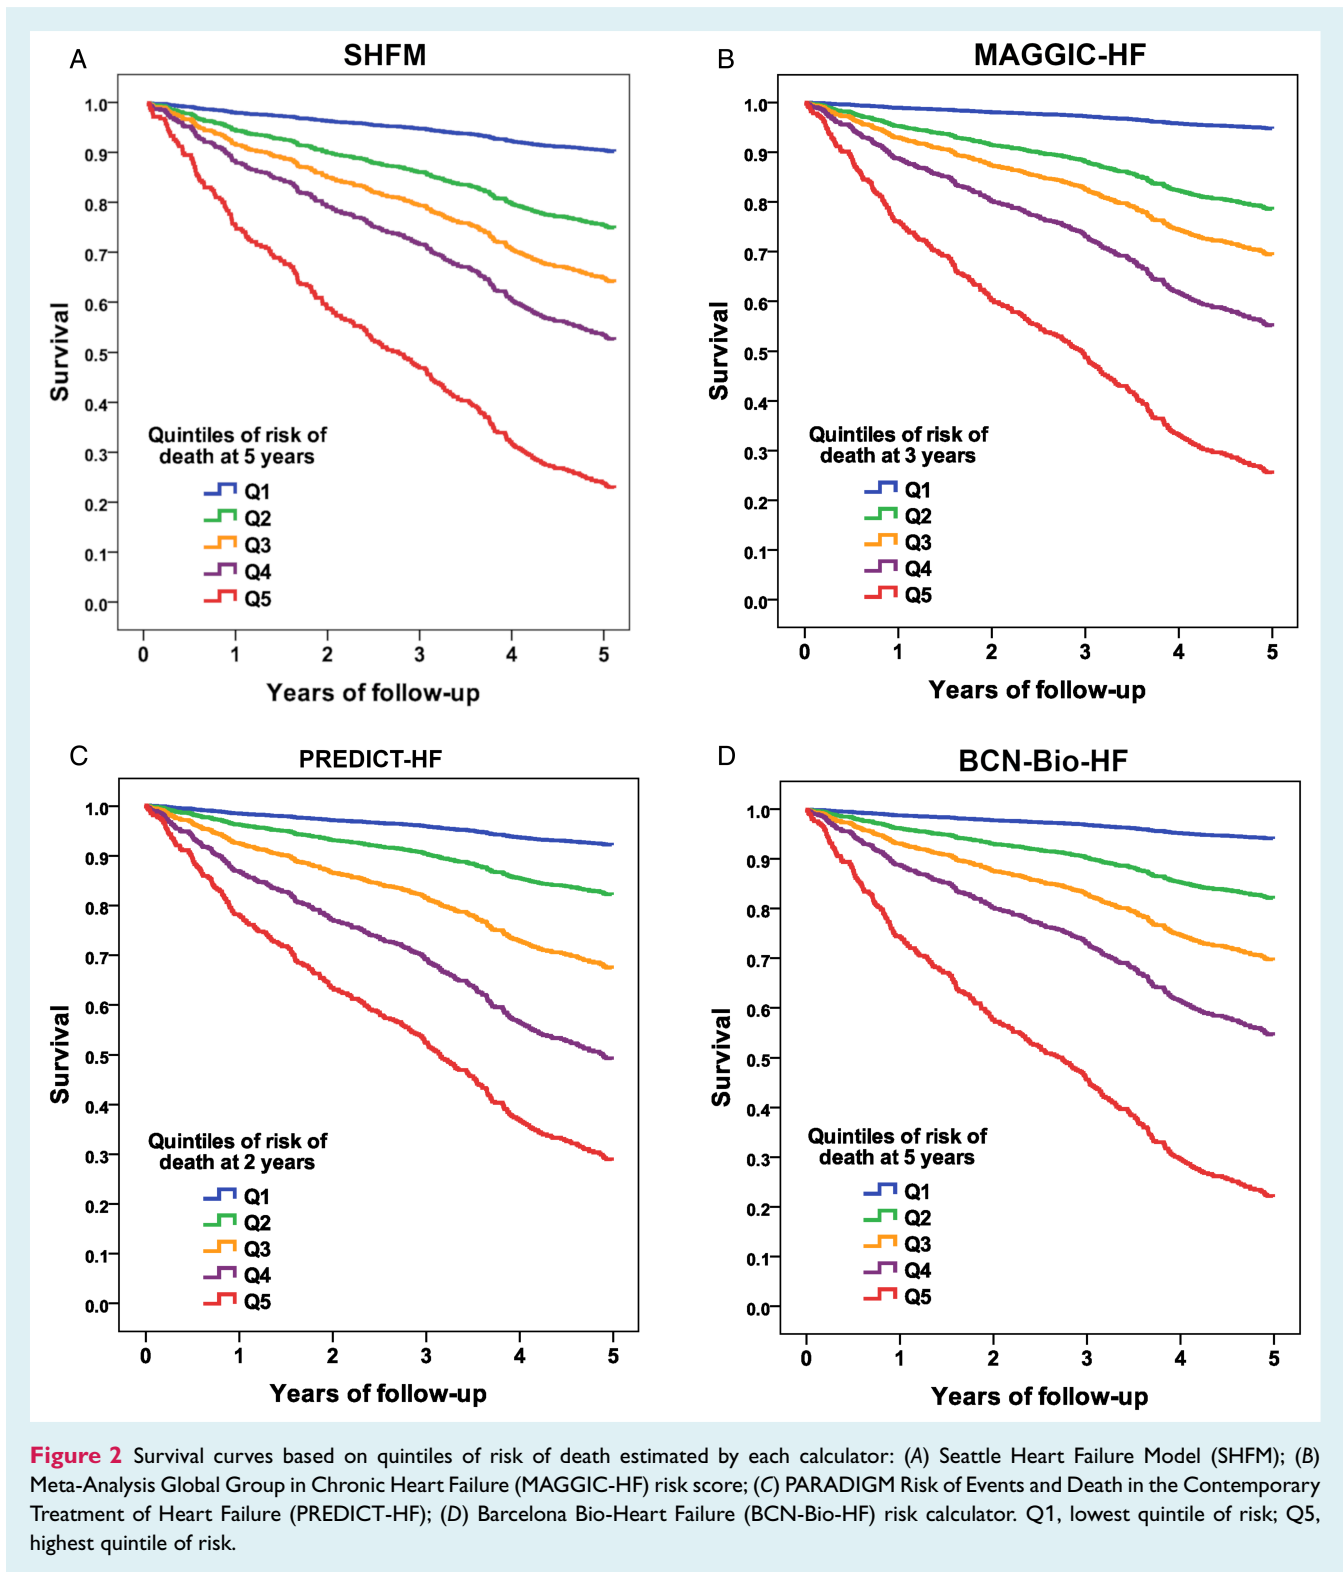 A
SHFM
1.0
0.9
0.8
0.7
0.6
0.5
0.4
0.3
0.2
0.1
0.0
Survival
Quintiles of risk of
death at 5 years
Q1
Q2
Q3
Q4
Q5
0 1 2 3 4 5
Years of follow-up
B
MAGGIC-HF
1.0
0.9
0.8
0.7
0.6
0.5
0.4
0.3
0.2
0.1
0.0
Survival
Quintiles of risk of
death at 3 years
Q1
Q2
Q3
Q4
Q5
0 1 2 3 4 5
Years of follow-up
C
PREDICT-HF
1.0
0.9
0.8
0.7
0.6
0.5
0.4
0.3
0.2
0.1
0.0
Survival
Quintiles of risk of
death at 2 years
Q1
Q2
Q3
Q4
Q5
0 1 2 3 4 5
Years of follow-up
D
BCN-Bio-HF
1.0
0.9
0.8
0.7
0.6
0.5
0.4
0.3
0.2
0.1
0.0
Survival
Quintiles of risk of
death at 5 years
Q1
Q2
Q3
Q4
Q5
0 1 2 3 4 5
Years of follow-up
Figure 2 Survival curves based on quintiles of risk of death estimated by each calculator: (A) Seattle Heart Failure Model (SHFM); (B)
Meta-Analysis Global Group in Chronic Heart Failure (MAGGIC-HF) risk score; (C) PARADIGM Risk of Events and Death in the Contemporary
Treatment of Heart Failure (PREDICT-HF); (D) Barcelona Bio-Heart Failure (BCN-Bio-HF) risk calculator. Q1, lowest quintile of risk; Q5,
highest quintile of risk.